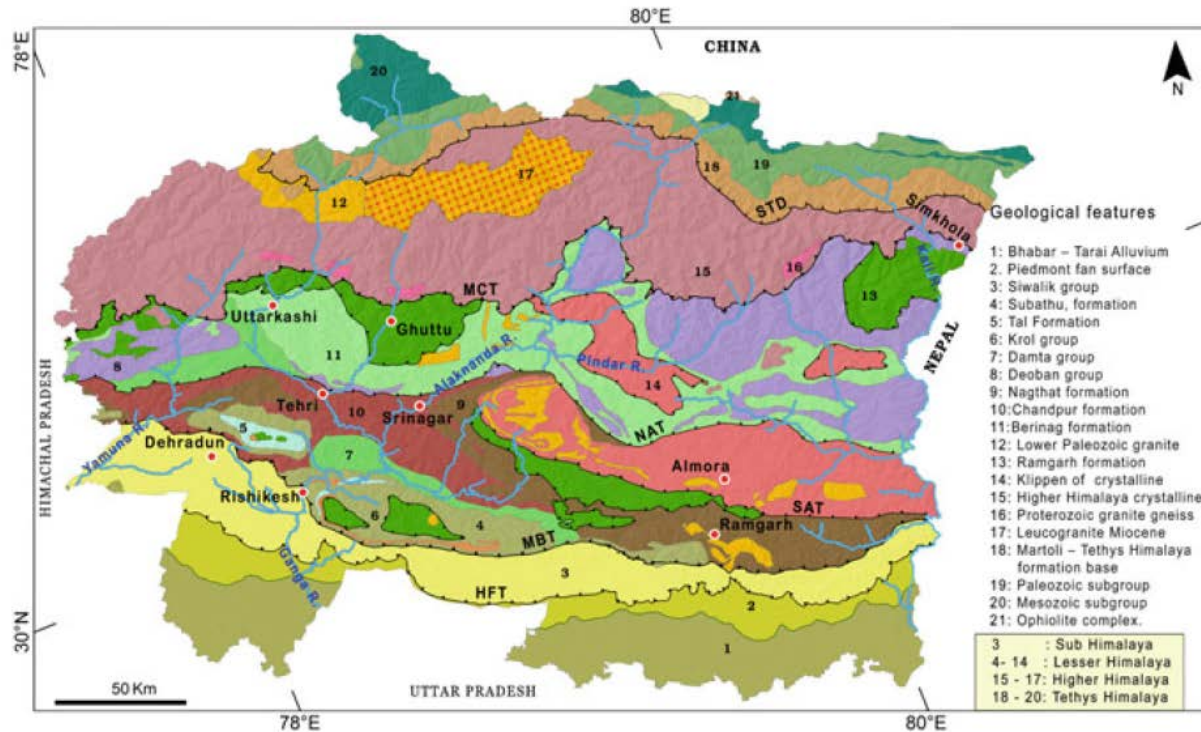 80°E
78°E
CHINA
N
20
21
19
18
17
12
STD
Simkhola
15
16
13
MCT
Uttarkashi
Ghuttu
11
8
Alaknanda R.
Pindar R.
14
NEPAL
HIMACHAL PRADESH
Tehri
10
Srinagar
9
NAT
Yamuna R.
5
Dehradun
7
Almora
Rishikesh
6
4
SAT
MBT
Ramgarh
Ganga R.
3
HFT
2
1
30°N
50 Km
UTTAR PRADESH
78°E
80°E
Geological features
1: Bhabar – Tarai Alluvium
2. Piedmont fan surface
3: Siwalik group
4: Subathu, formation
5: Tal Formation
6: Krol group
7: Damta group
8: Deoban group
9: Nagthat formation
10:Chandpur formation
11:Berinag formation
12: Lower Paleozoic granite
13: Ramgarh formation
14: Klippen of crystalline
15: Higher Himalaya crystalline
16: Proterozoic granite gneiss
17: Leucogranite Miocene
18: Martoli – Tethys Himalaya
formation base
19: Paleozoic subgroup
20: Mesozoic subgroup
21: Ophiolite complex.
3 : Sub Himalaya
4- 14 : Lesser Himalaya
15 - 17: Higher Himalaya
18 - 20: Tethys Himalaya